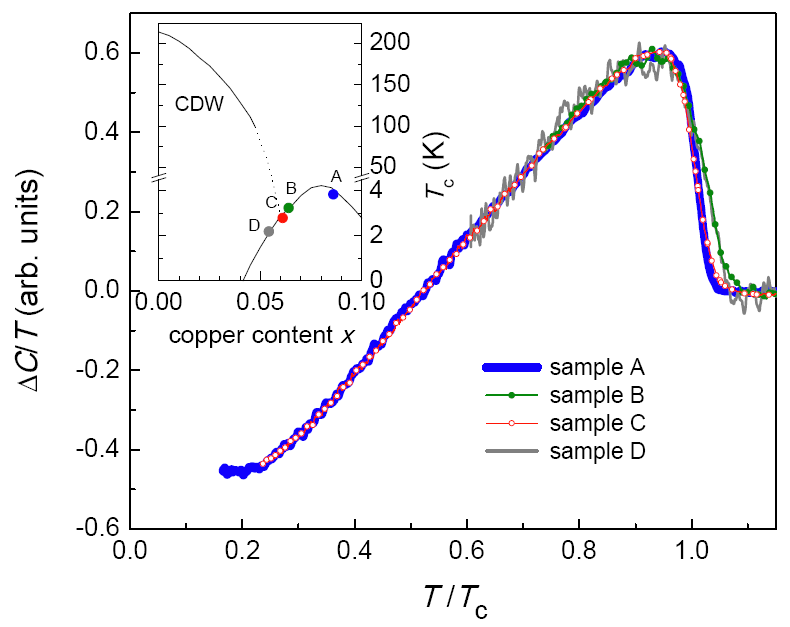 0.6
0.4
0.2
0.0
-0.2
-0.4
-0.6
ΔC/T (arb. units)
0.0
0.2
0.4
0.6
0.8
1.0
T/Tc
CDW
A
B
C
D
200
150
100
50
4
2
0
Tc (K)
0.00
0.05
0.10
copper content x
sample A
sample B
sample C
sample D